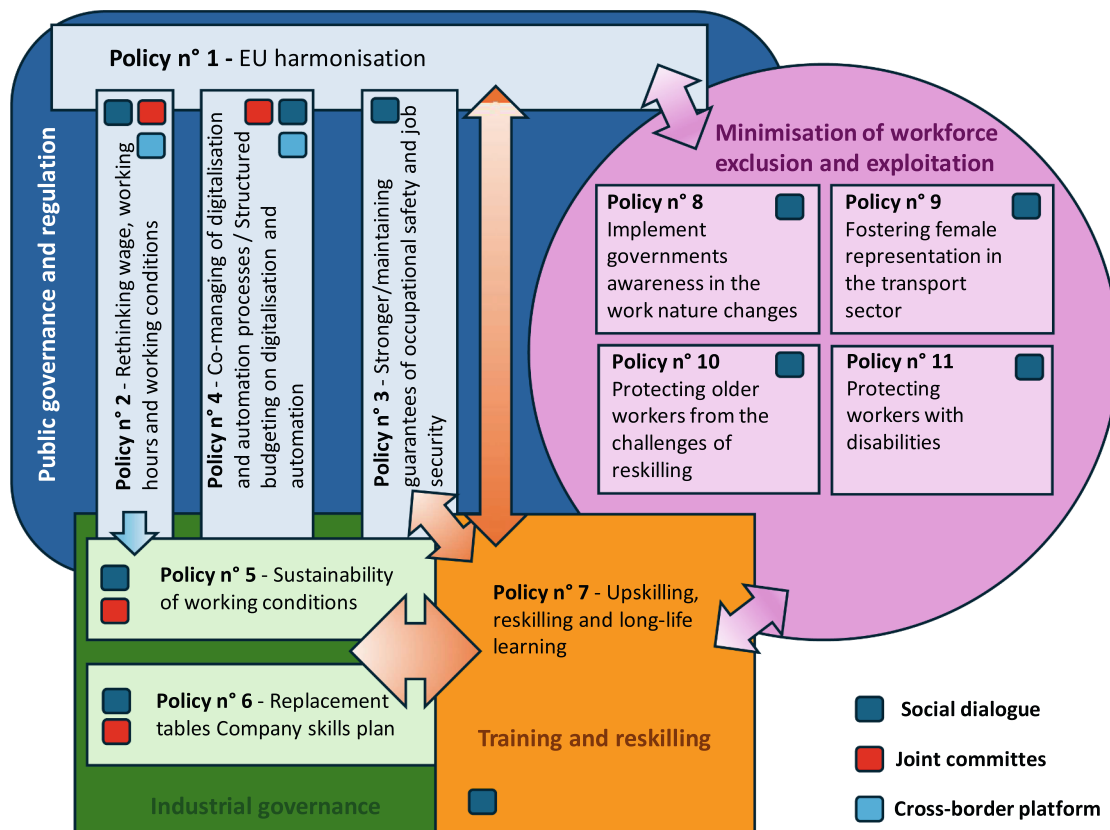 Policy n° 1 - EU harmonisation
Public governance and regulation
Policy n° 2 - Rethinking wage, working
hours and working conditions
Policy n° 4 - Co-managing of digitalisation
and automation processes / Structured
budgeting on digitalisation and
automation
Policy n° 3 - Stronger/maintaining
guarantees of occupational safety and job
security
Minimisation of workforce
exclusion and exploitation
Policy n° 8
Implement
governments
awareness in the
work nature changes
Policy n° 9
Fostering female
representation in
the transport
sector
Policy n° 10
Protecting older
workers from the
challenges of
reskilling
Policy n° 11
Protecting
workers with
disabilities
Policy n° 5 - Sustainability
of working conditions
Policy n° 6 - Replacement
tables Company skills plan
Industrial governance
Policy n° 7 - Upskilling,
reskilling and long-life
learning
Training and reskilling
Social dialogue
Joint committes
Cross-border platform